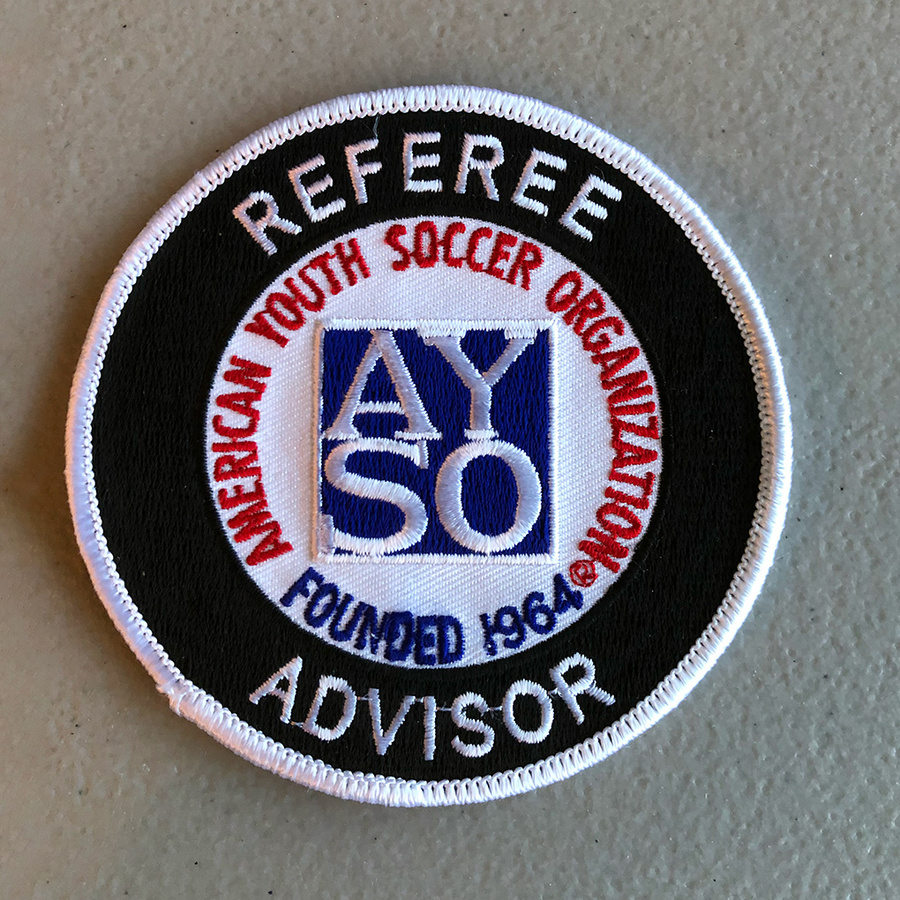 REFEREE
AMERICAN YOUTH SOCCER ORGANIZATION®
AY
SO
FOUNDED 1964
ADVISOR